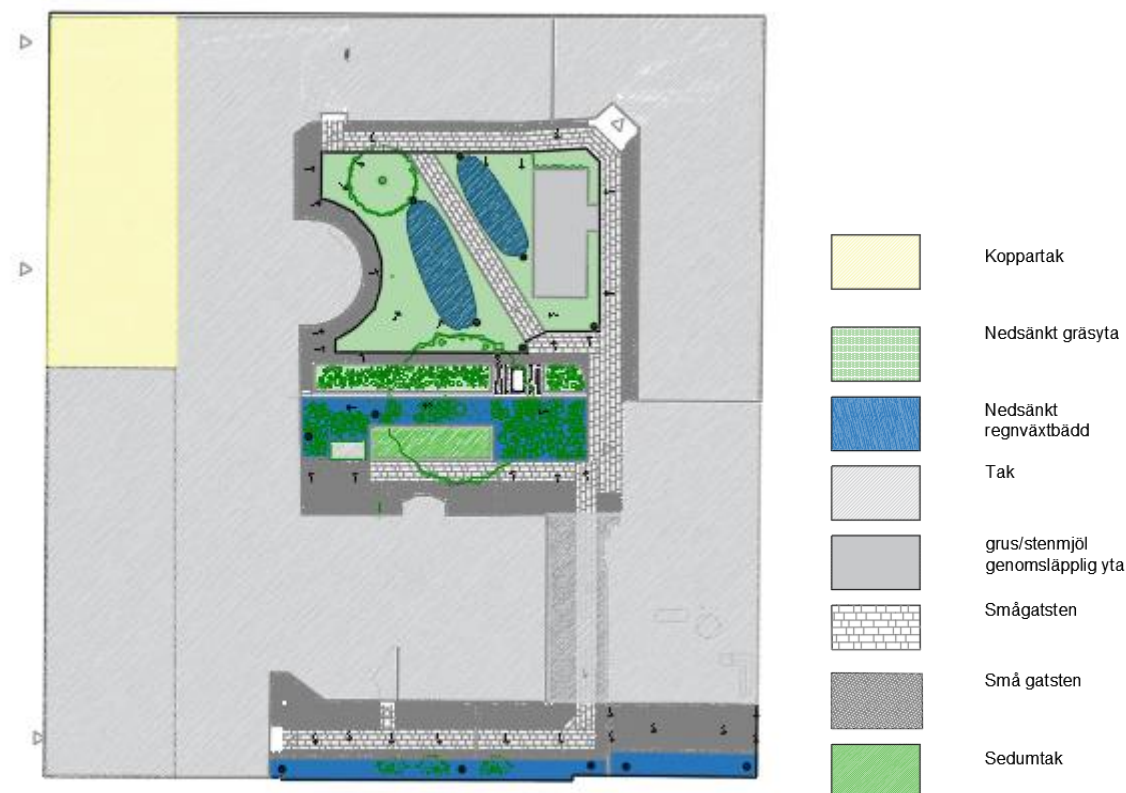 Koppartak
Nedsänkt gräsyta
Nedsänkt
regnväxtbädd
Tak
grus/stenmjöl
genomsläpplig yta
Smågatsten
Små gatsten
Sedumtak